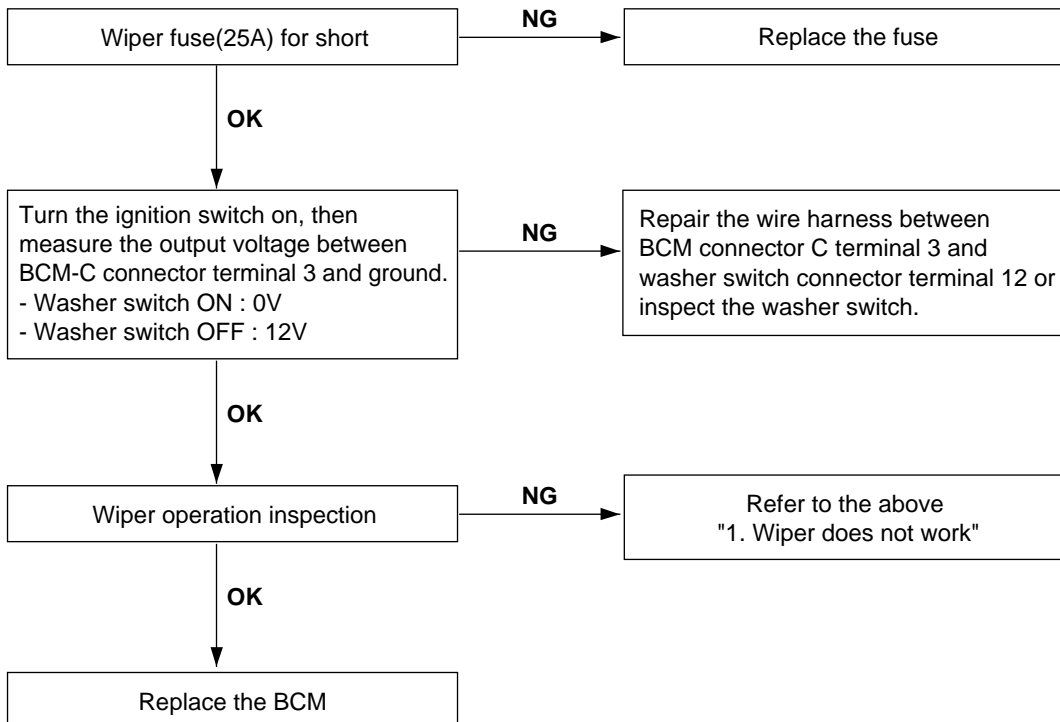 Wiper fuse(25A) for short
NG
Replace the fuse
OK
Turn the ignition switch on, then
measure the output voltage between
BCM-C connector terminal 3 and ground.
- Washer switch ON : 0V
- Washer switch OFF : 12V
NG
Repair the wire harness between
BCM connector C terminal 3 and
washer switch connector terminal 12 or
inspect the washer switch.
OK
Wiper operation inspection
NG
Refer to the above
"1. Wiper does not work"
OK
Replace the BCM